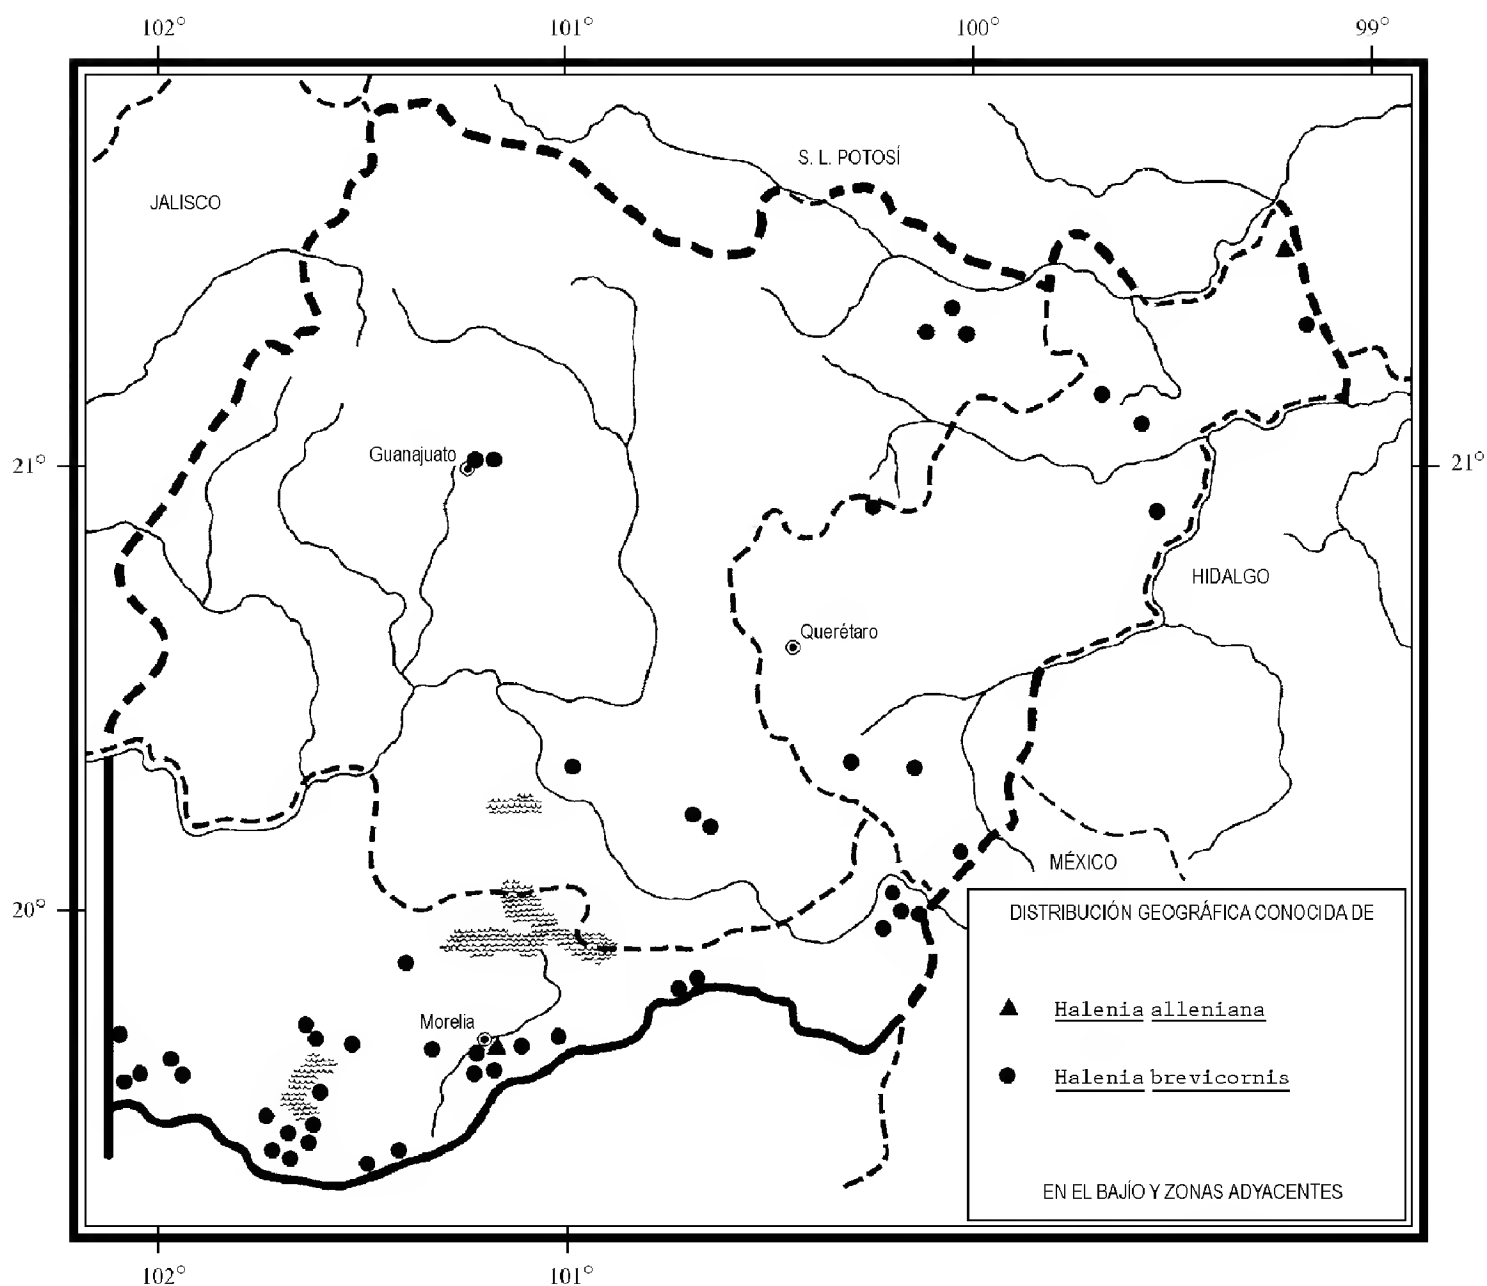 102° 101° 100° 99°
S. L. POTOSÍ
JALISCO
Guanajuato
21° 21°
HIDALGO
Querétaro
MÉXICO
20°
DISTRIBUCIÓN GEOGRÁFICA CONOCIDA DE
Halenia alleniana
Morelia
Halenia brevicornis
EN EL BAJÍO Y ZONAS ADYACENTES
102° 101°